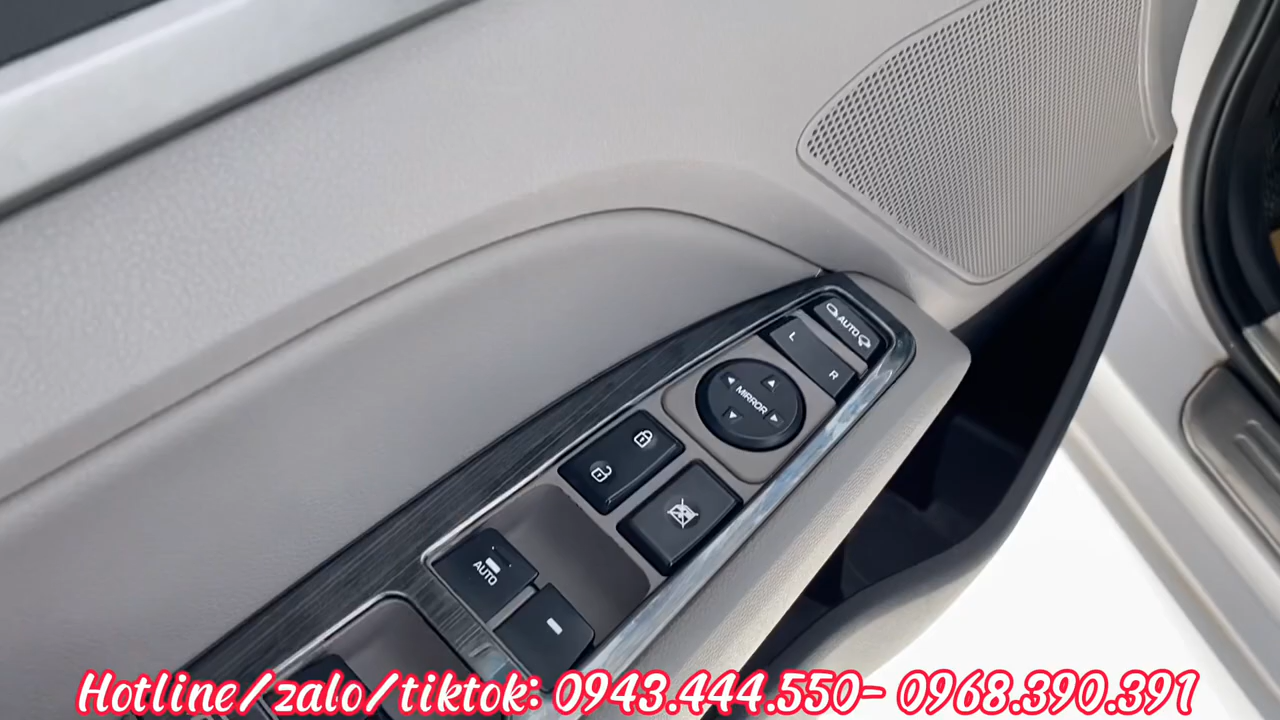 AUTO
L
R
MIRROR
AUTO
Hotline/zalo/tiktok: 0943.444.550- 0968.390.391